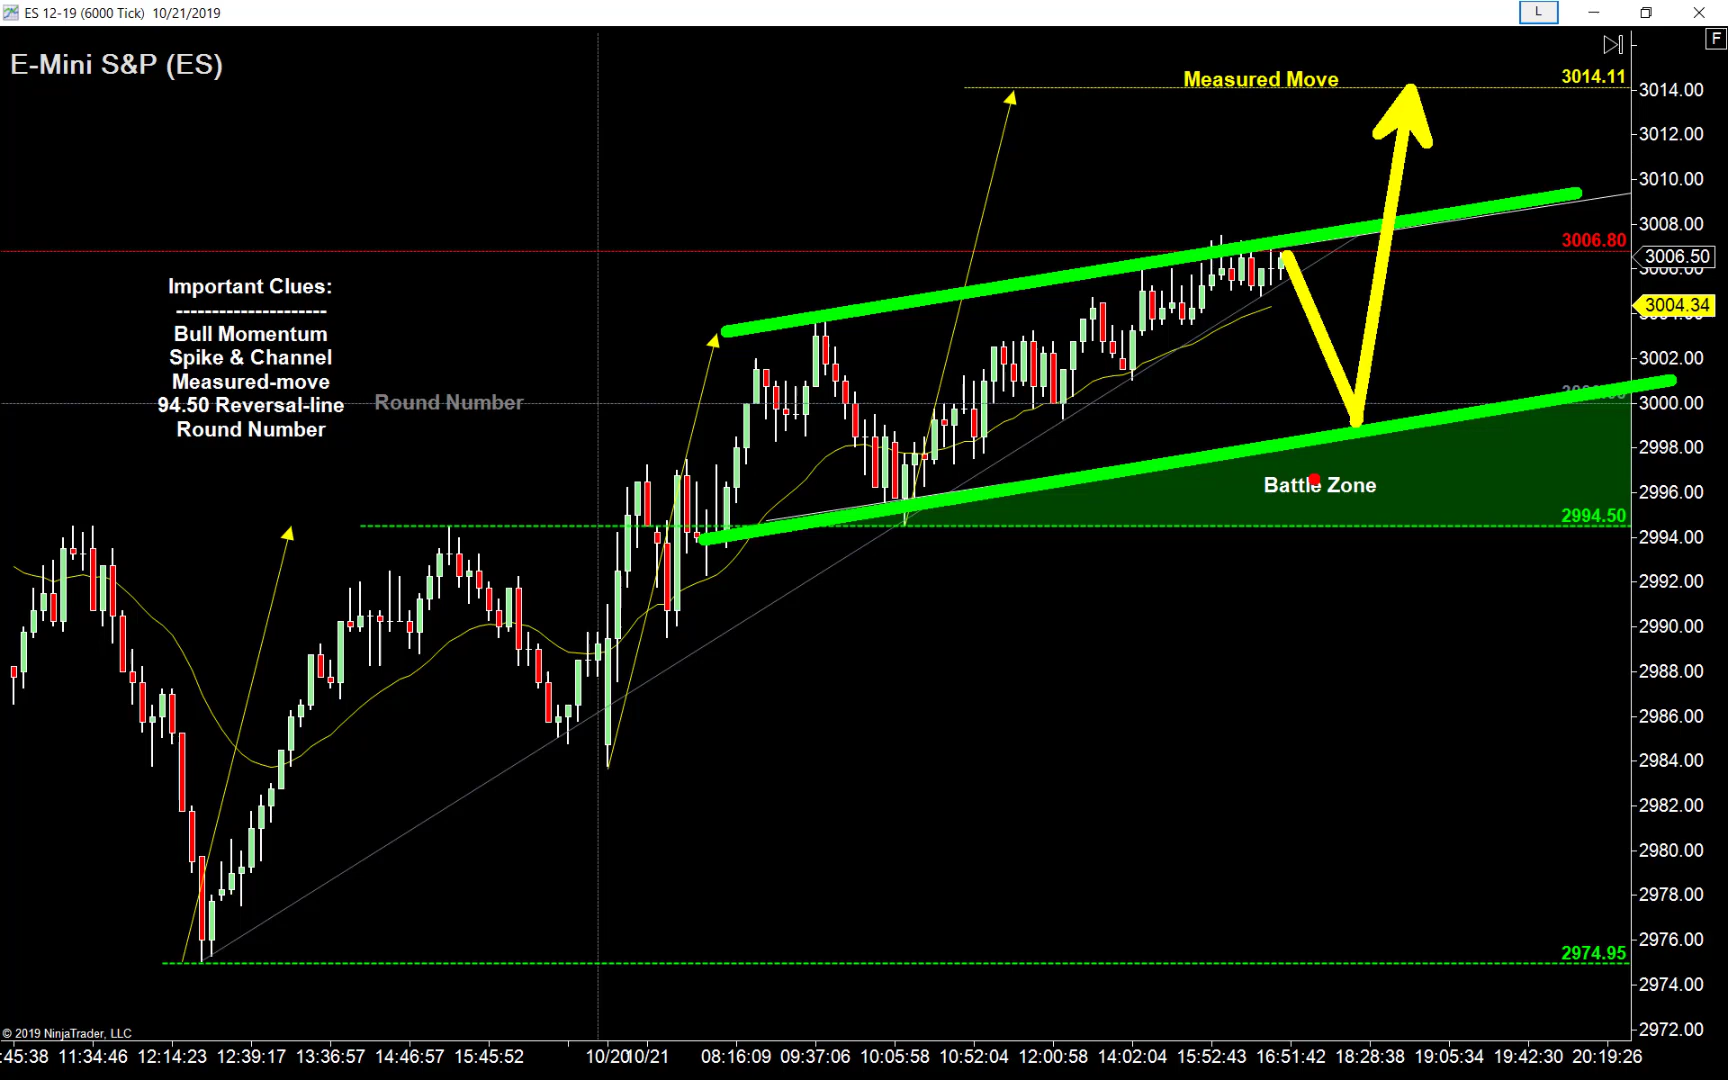 ES 12-19 (6000 Tick)  10/21/2019
L
F
E-Mini S&P (ES)
Measured Move
3014.11
3014.00
3012.00
3010.00
3008.00
3006.80
3006.50
3006.00
3004.34
3002.00
3000.00
2998.00
2996.00
2994.50
2994.00
2992.00
2990.00
2988.00
2986.00
2984.00
2982.00
2980.00
2978.00
2976.00
2974.95
2974.00
2972.00
Important Clues:
---------------------
Bull Momentum
Spike & Channel
Measured-move
94.50 Reversal-line
Round Number
Round Number
Battle Zone
© 2019 NinjaTrader, LLC
:45:38 11:34:46 12:14:23 12:39:17 13:36:57 14:46:57 15:45:52 10/20 10/21 08:16:09 09:37:06 10:05:58 10:52:04 12:00:58 14:02:04 15:52:43 16:51:42 18:28:38 19:05:34 19:42:30 20:19:26